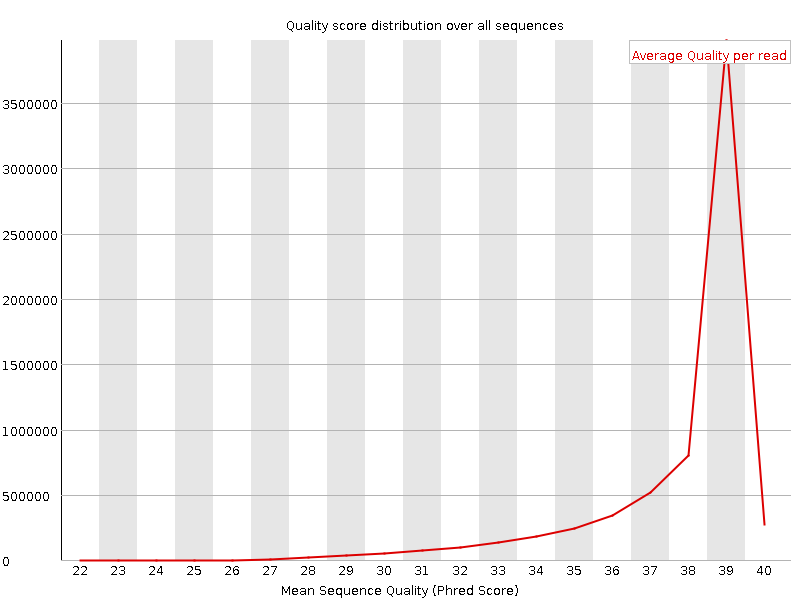 Quality score distribution over all sequences
Average Quality per read
3500000
3000000
2500000
2000000
1500000
1000000
500000
0
22 23 24 25 26 27 28 29 30 31 32 33 34 35 36 37 38 39 40
Mean Sequence Quality (Phred Score)